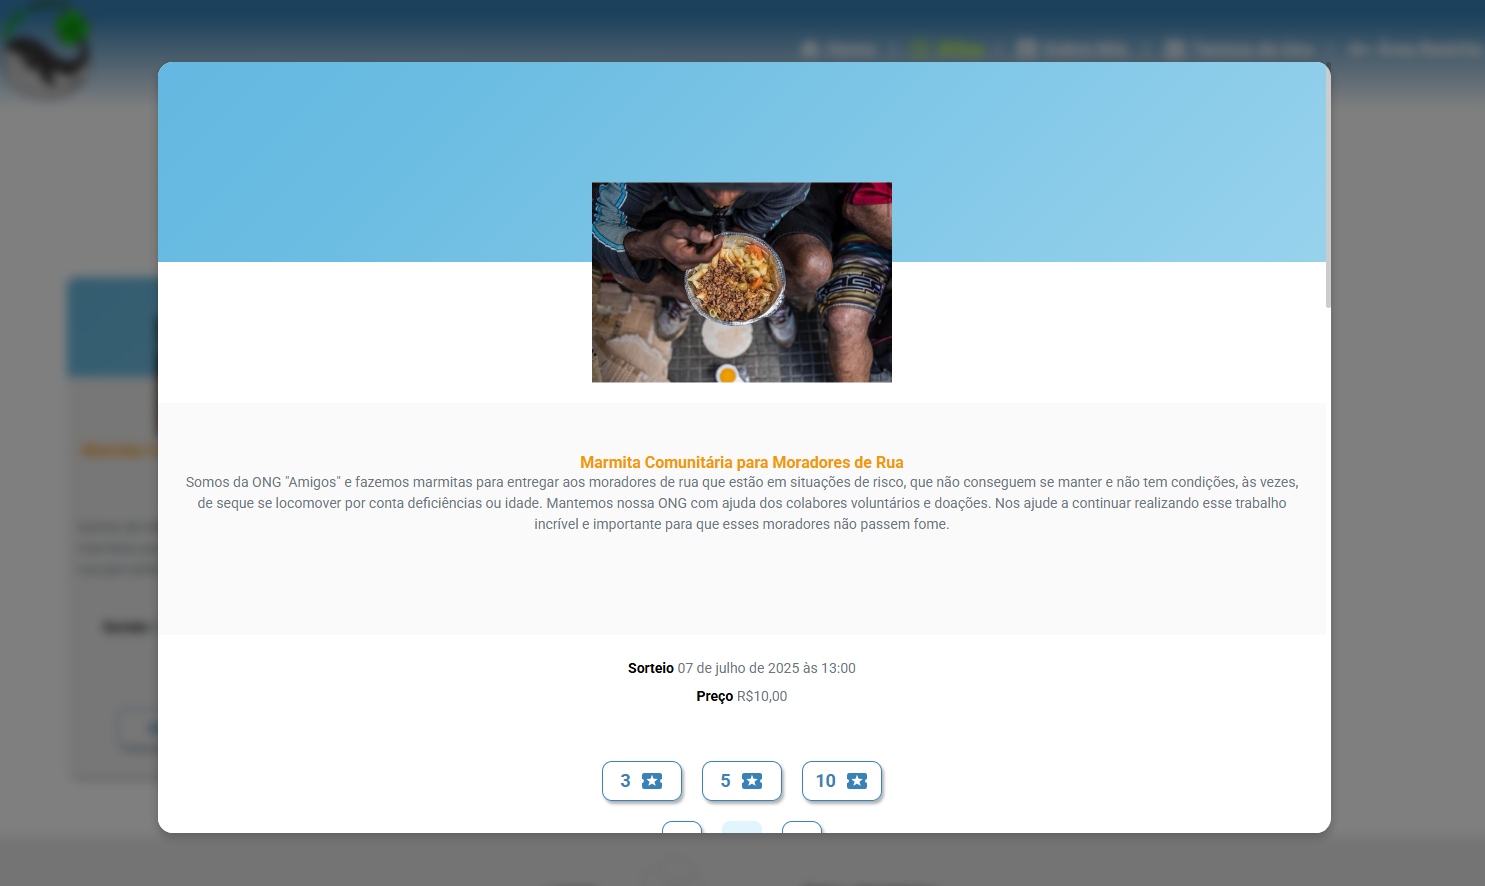 Marmita Comunitária para Moradores de Rua
Somos da ONG "Amigos" e fazemos marmitas para entregar aos moradores de rua que estão em situações de risco, que não conseguem se manter e não tem condições, às vezes,
de seque se locomover por conta deficiências ou idade. Mantemos nossa ONG com ajuda dos colabores voluntários e doações. Nos ajude a continuar realizando esse trabalho
incrível e importante para que esses moradores não passem fome.
Sorteio 07 de julho de 2025 às 13:00
Preço R$10,00
3
5
10